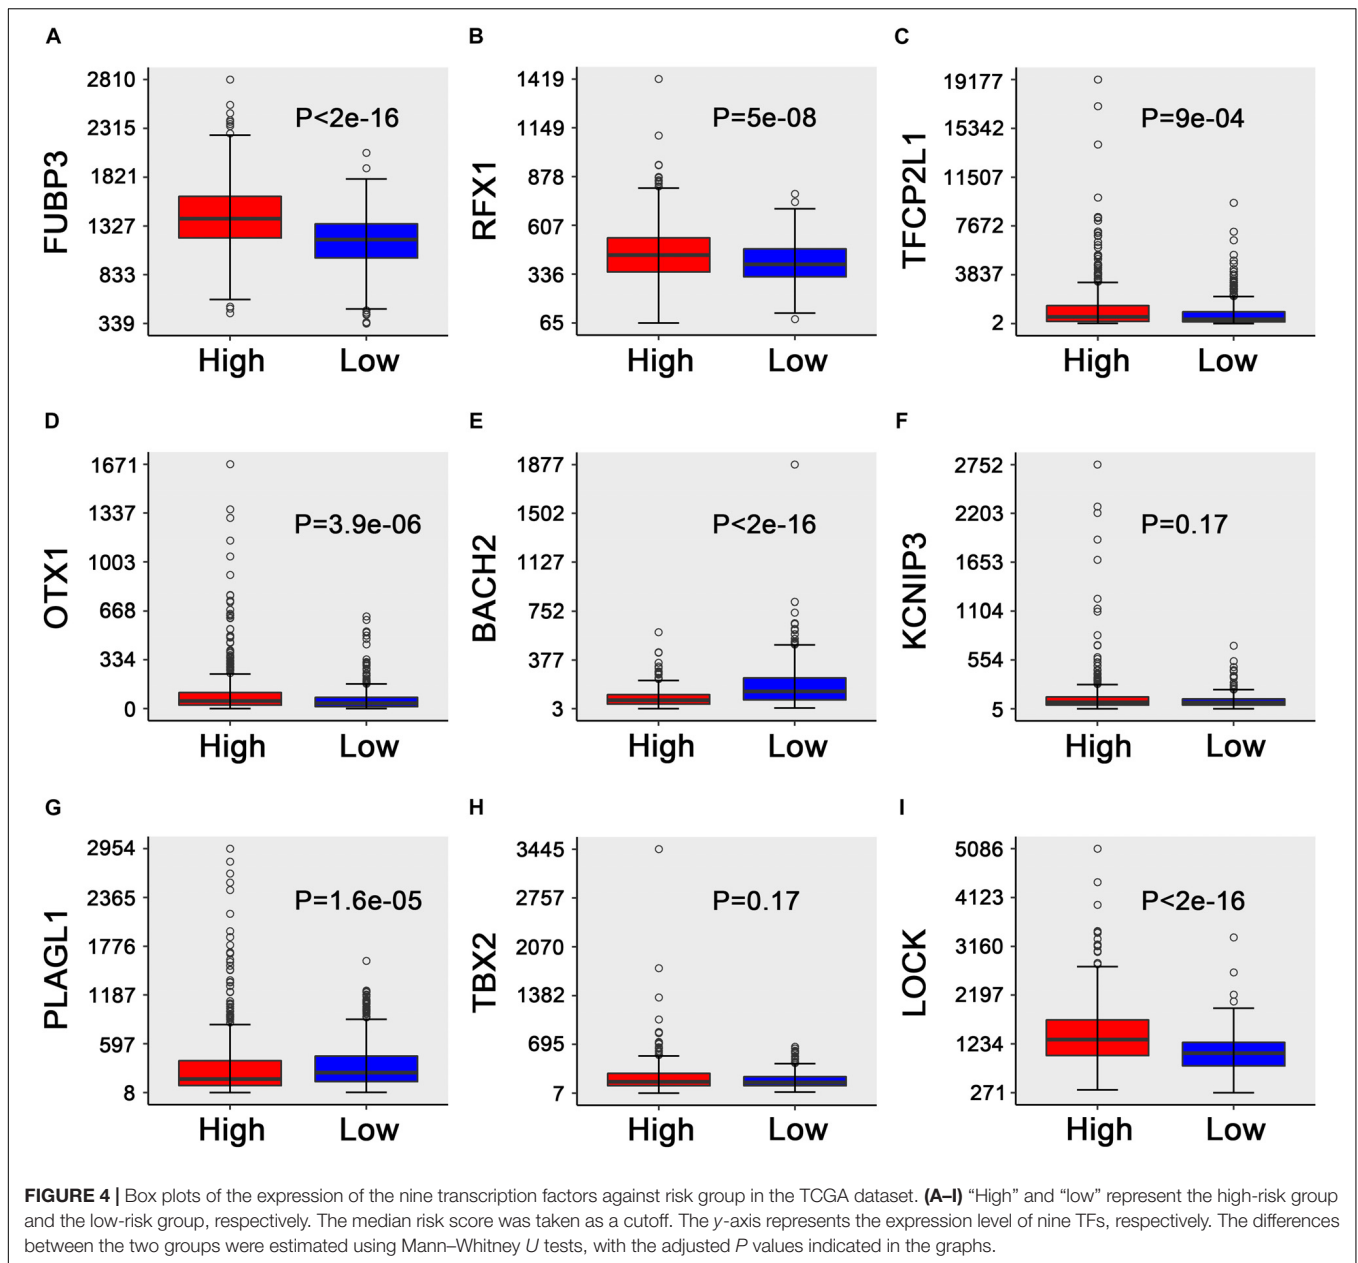 A
FUBP3
2810
2315
1821
1327
833
339
P<2e-16
High Low
B
RFX1
1419
1149
878
607
336
65
P=5e-08
High Low
C
TFCP2L1
19177
15342
11507
7672
3837
2
P=9e-04
High Low
D
OTX1
1671
1337
1003
668
334
0
P=3.9e-06
High Low
E
BACH2
1877
1502
1127
752
377
3
P<2e-16
High Low
F
KCNIP3
2752
2203
1653
1104
554
5
P=0.17
High Low
G
PLAGL1
2954
2365
1776
1187
597
8
P=1.6e-05
High Low
H
TBX2
3445
2757
2070
1382
695
7
P=0.17
High Low
I
LOCK
5086
4123
3160
2197
1234
271
P<2e-16
High Low
FIGURE 4 | Box plots of the expression of the nine transcription factors against risk group in the TCGA dataset. (A–I) “High” and “low” represent the high-risk group
and the low-risk group, respectively. The median risk score was taken as a cutoff. The y-axis represents the expression level of nine TFs, respectively. The differences
between the two groups were estimated using Mann–Whitney U tests, with the adjusted P values indicated in the graphs.